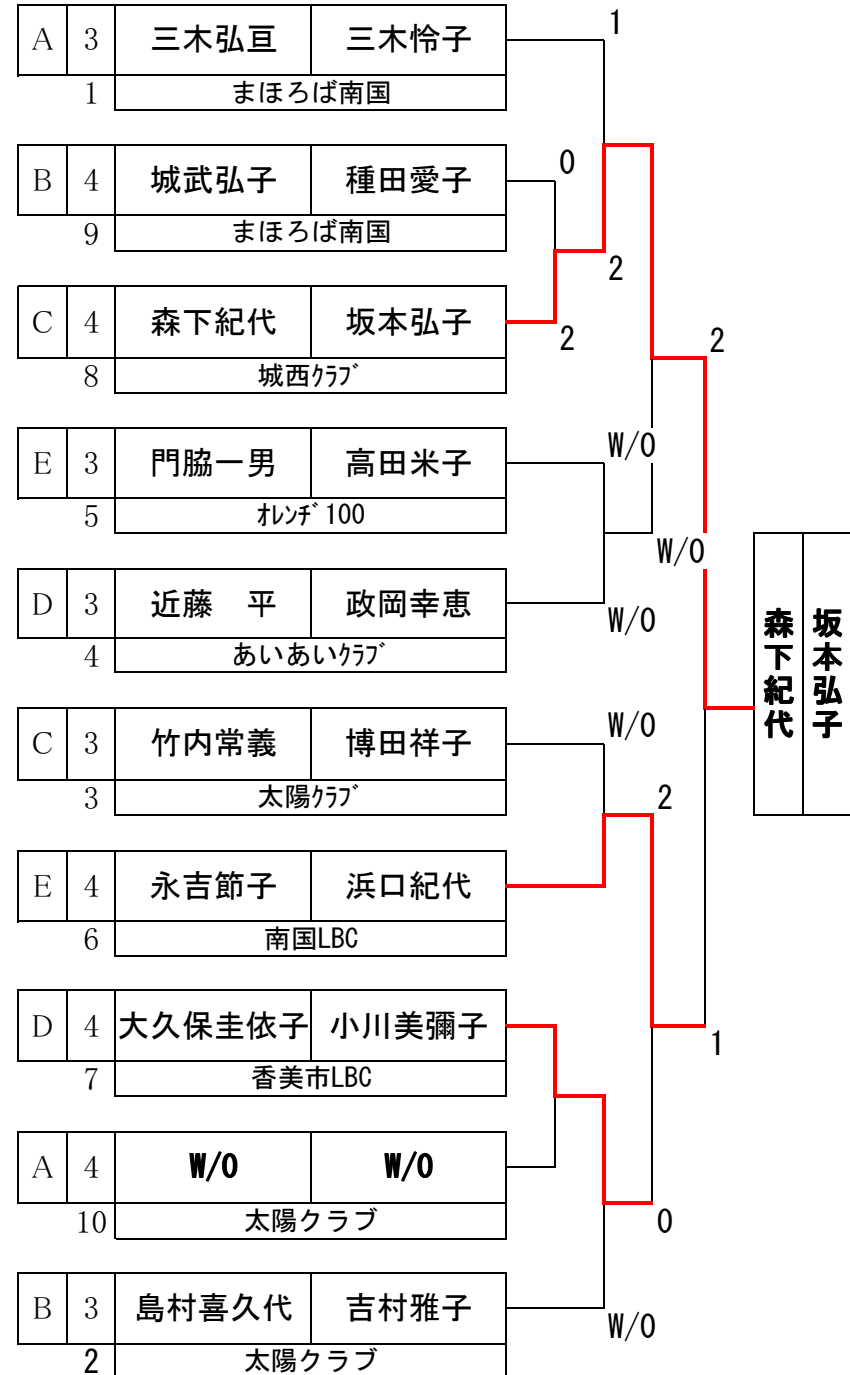 A 3 三木弘亘 三木怜子
1 まほろば南国
1
B 4 城武弘子 種田愛子
9 まほろば南国
0
2
C 4 森下紀代 坂本弘子
8 城西ｸﾗﾌﾞ
2
2
E 3 門脇一男 高田米子
5 ｵﾚﾝﾁﾞ100
W/O
W/O
D 3 近藤　平 政岡幸恵
4 あいあいｸﾗﾌﾞ
W/O
森下紀代
坂本弘子
C 3 竹内常義 博田祥子
3 太陽ｸﾗﾌﾞ
W/O
2
E 4 永吉節子 浜口紀代
6 南国LBC
D 4 大久保圭依子 小川美彌子
7 香美市LBC
1
A 4 W/O W/O
10 太陽クラブ
0
B 3 島村喜久代 吉村雅子
2 太陽クラブ
W/O